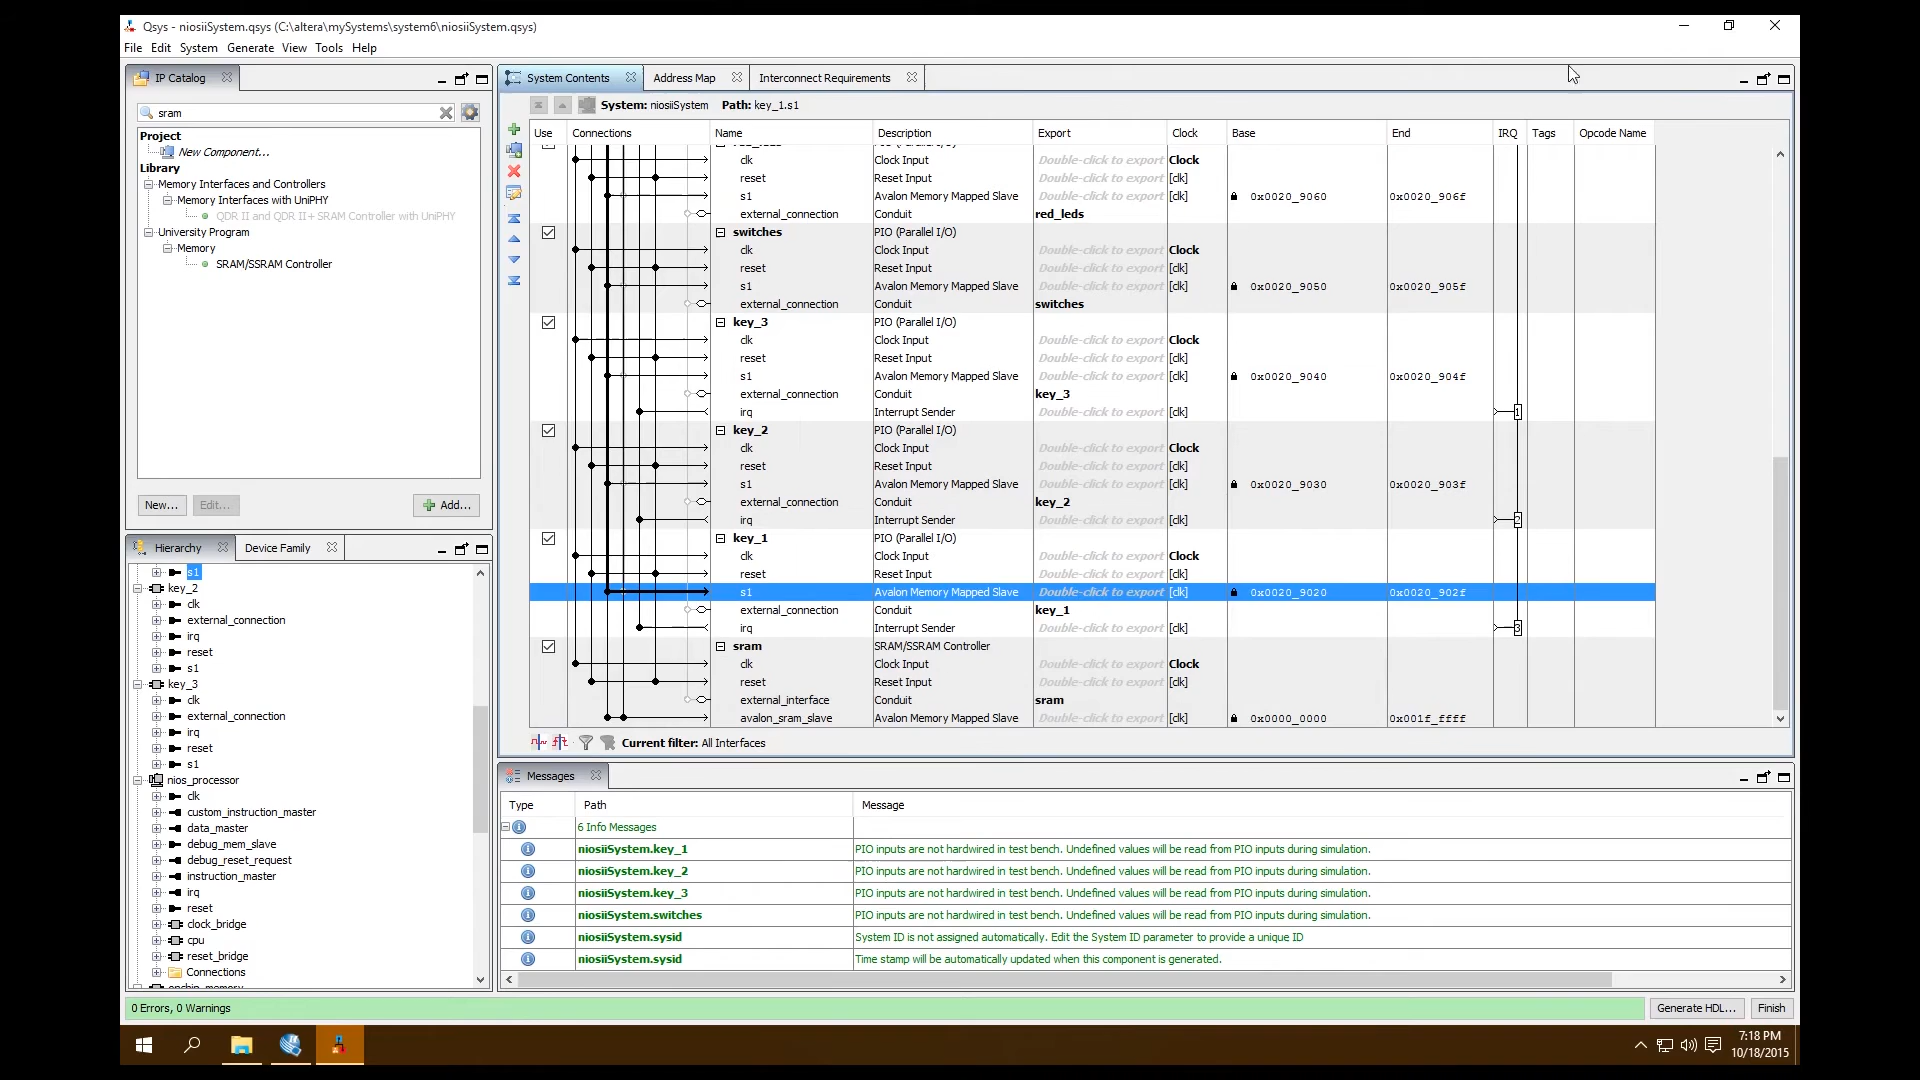 Qsys - niosiiSystem.qsys (C:\altera\mySystems\system6\niosiiSystem.qsys)
File Edit System Generate View Tools Help
IP Catalog
sram
Project
New Component...
Library
Memory Interfaces and Controllers
Memory Interfaces with UniPHY
QDR II and QDR II+ SRAM Controller with UniPHY
University Program
Memory
SRAM/SSRAM Controller
New... Edit... Add...
Hierarchy Device Family
s1
key_2
clk
external_connection
irq
reset
s1
key_3
clk
external_connection
irq
reset
s1
nios_processor
clk
custom_instruction_master
data_master
debug_mem_slave
debug_reset_request
instruction_master
irq
reset
clock_bridge
cpu
reset_bridge
Connections
System Contents Address Map Interconnect Requirements
System: niosiiSystem Path: key_1.s1
Use Connections Name Description Export Clock Base End IRQ Tags Opcode Name
clk Clock Input Double-click to export Clock
reset Reset Input Double-click to export [clk]
s1 Avalon Memory Mapped Slave Double-click to export [clk] 0x0020_9060 0x0020_906f
external_connection Conduit red_leds
switches PIO (Parallel I/O)
clk Clock Input Double-click to export Clock
reset Reset Input Double-click to export [clk]
s1 Avalon Memory Mapped Slave Double-click to export [clk] 0x0020_9050 0x0020_905f
external_connection Conduit switches
key_3 PIO (Parallel I/O)
clk Clock Input Double-click to export Clock
reset Reset Input Double-click to export [clk]
s1 Avalon Memory Mapped Slave Double-click to export [clk] 0x0020_9040 0x0020_904f
external_connection Conduit key_3
irq Interrupt Sender Double-click to export [clk] 1
key_2 PIO (Parallel I/O)
clk Clock Input Double-click to export Clock
reset Reset Input Double-click to export [clk]
s1 Avalon Memory Mapped Slave Double-click to export [clk] 0x0020_9030 0x0020_903f
external_connection Conduit key_2
irq Interrupt Sender Double-click to export [clk] 2
key_1 PIO (Parallel I/O)
clk Clock Input Double-click to export Clock
reset Reset Input Double-click to export [clk]
s1 Avalon Memory Mapped Slave Double-click to export [clk] 0x0020_9020 0x0020_902f
external_connection Conduit key_1
irq Interrupt Sender Double-click to export [clk] 3
sram SRAM/SSRAM Controller
clk Clock Input Double-click to export Clock
reset Reset Input Double-click to export [clk]
external_interface Conduit sram
avalon_sram_slave Avalon Memory Mapped Slave Double-click to export [clk] 0x0000_0000 0x001f_ffff
Current filter: All Interfaces
Messages
Type Path Message
6 Info Messages
niosiiSystem.key_1 PIO inputs are not hardwired in test bench. Undefined values will be read from PIO inputs during simulation.
niosiiSystem.key_2 PIO inputs are not hardwired in test bench. Undefined values will be read from PIO inputs during simulation.
niosiiSystem.key_3 PIO inputs are not hardwired in test bench. Undefined values will be read from PIO inputs during simulation.
niosiiSystem.switches PIO inputs are not hardwired in test bench. Undefined values will be read from PIO inputs during simulation.
niosiiSystem.sysid System ID is not assigned automatically. Edit the System ID parameter to provide a unique ID
niosiiSystem.sysid Time stamp will be automatically updated when this component is generated.
0 Errors, 0 Warnings
Generate HDL... Finish
7:18 PM
10/18/2015